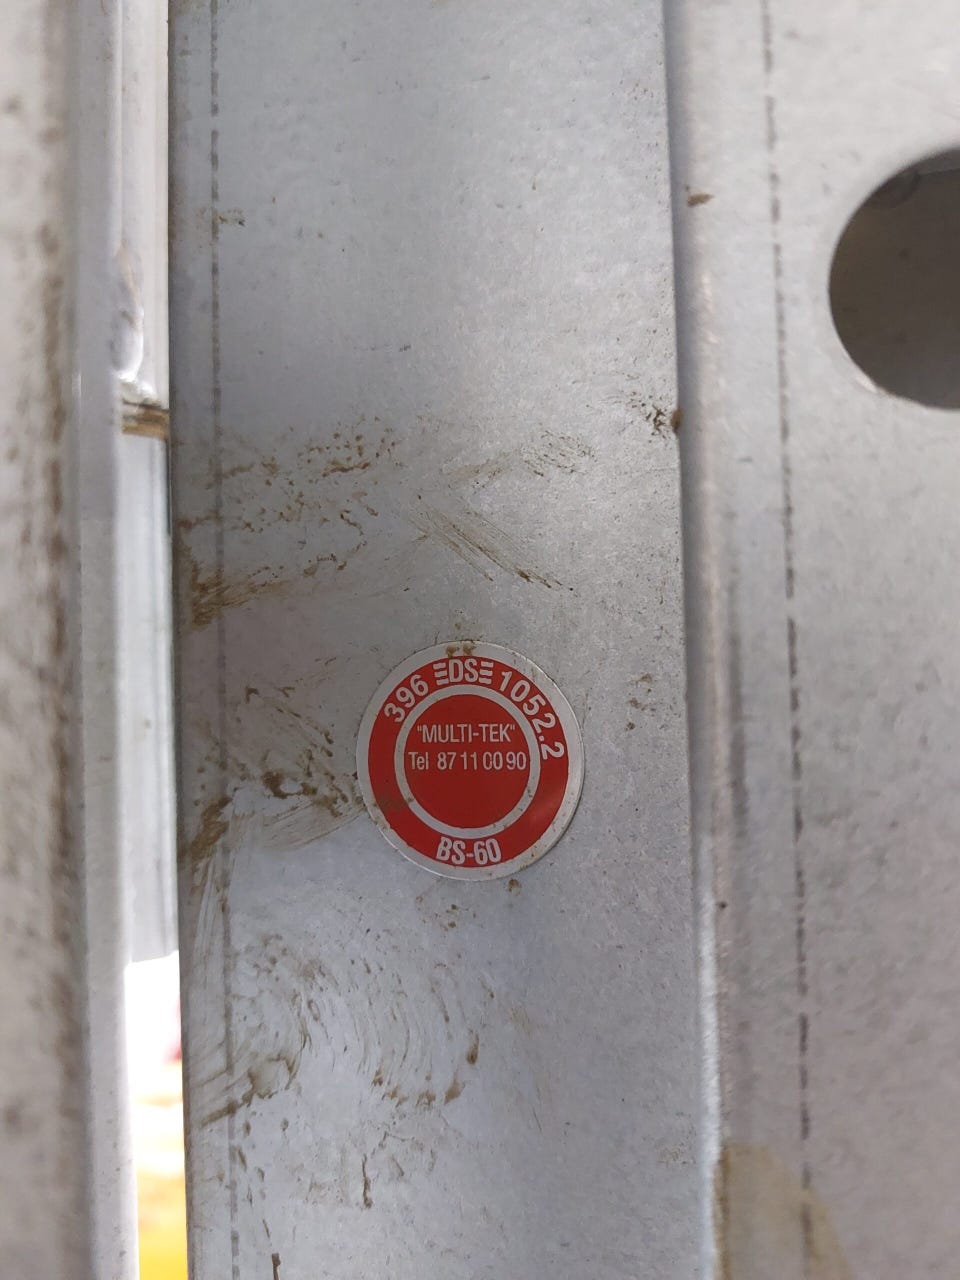 396 DS 1052.2
"MULTI-TEK"
Tel 87 11 00 90
BS-60